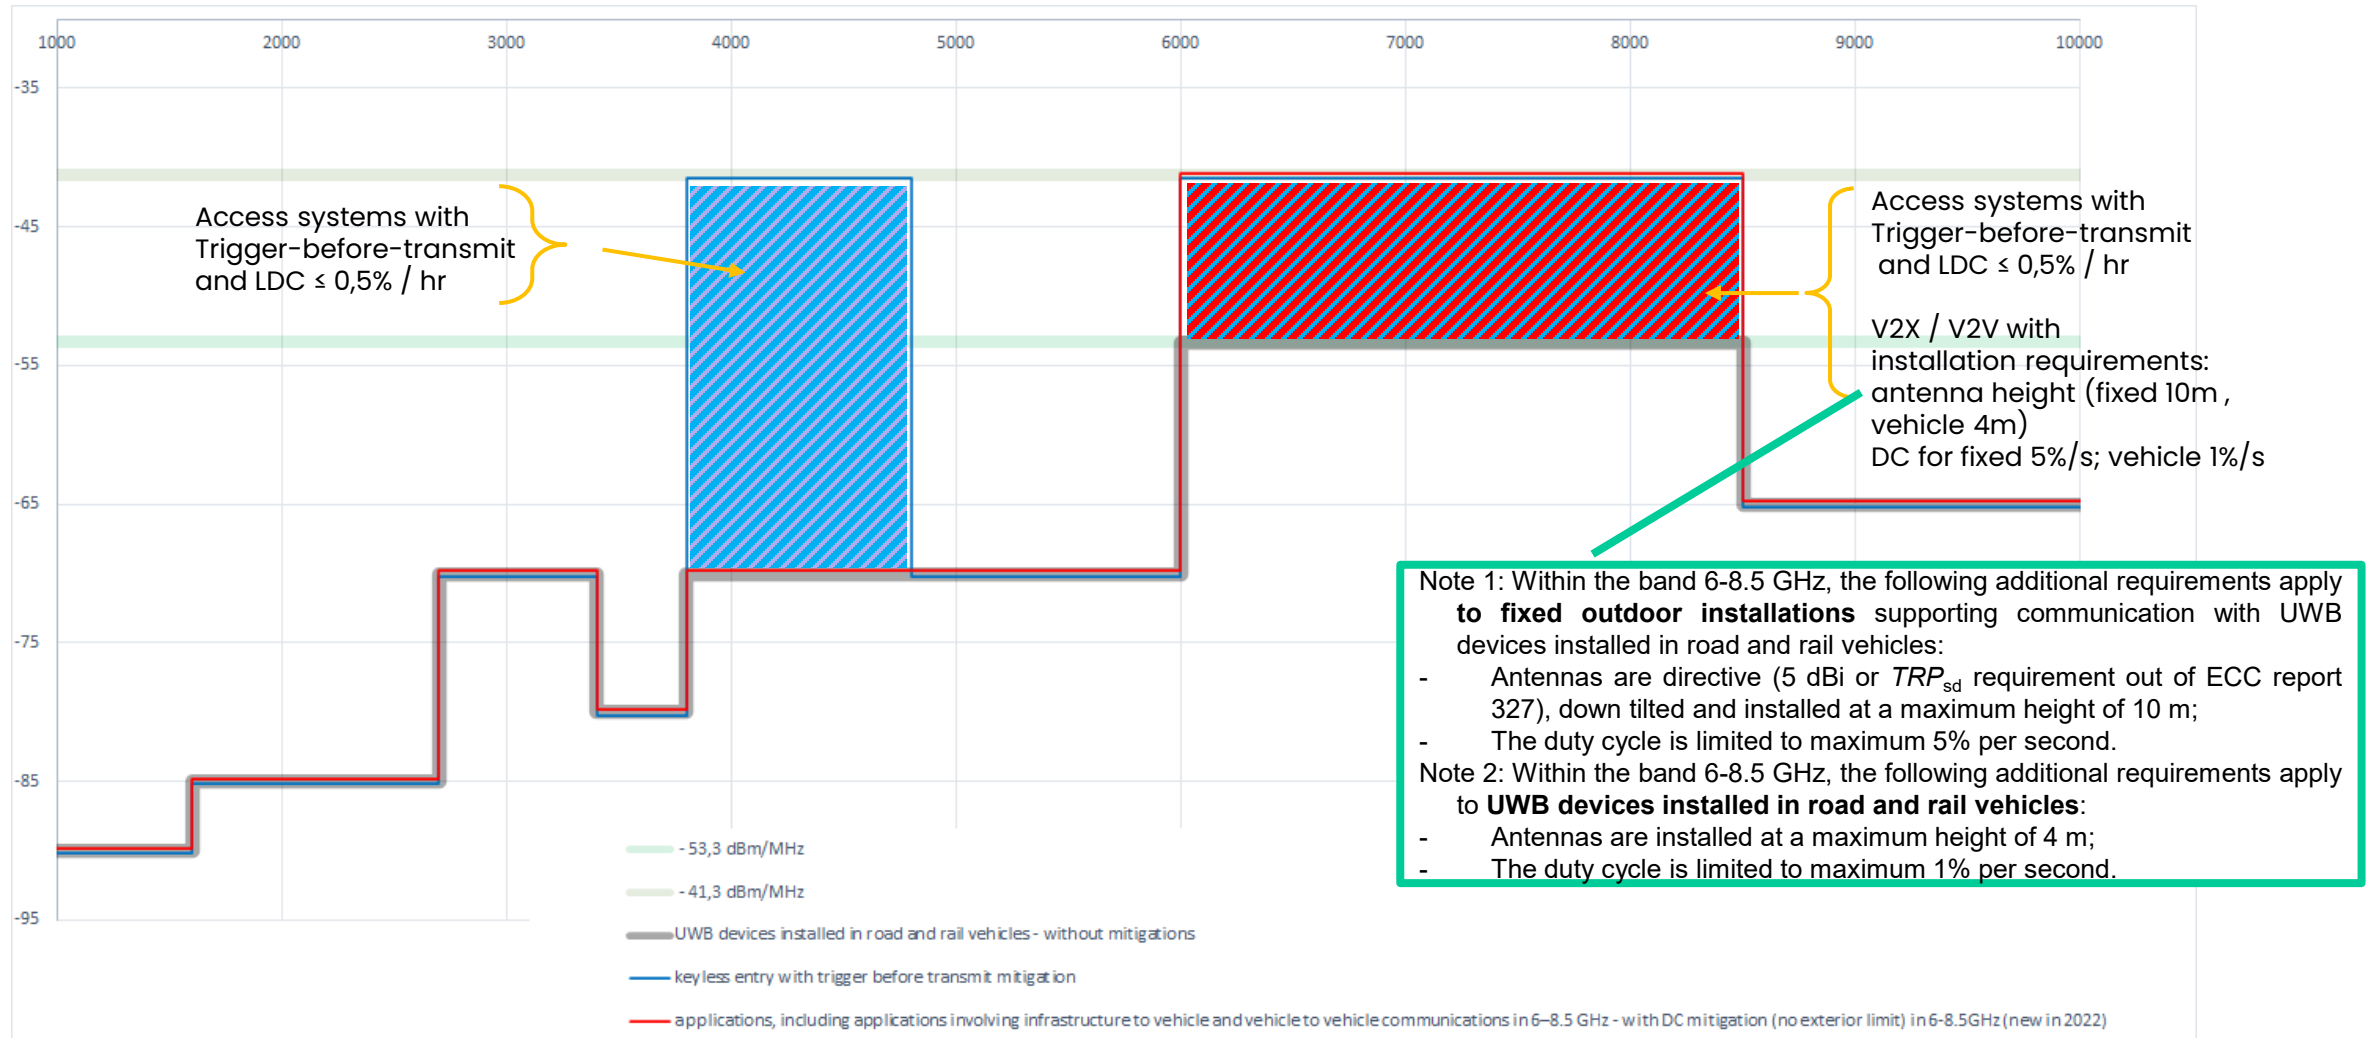 1000 2000 3000 4000 5000 6000 7000 8000 9000 10000
-35
-45
-55
-65
-75
-85
-95
Access systems with
Trigger-before-transmit
and LDC ≤ 0,5% / hr
Access systems with
Trigger-before-transmit
and LDC ≤ 0,5% / hr
V2X / V2V with
installation requirements:
antenna height (fixed 10m ,
vehicle 4m)
DC for fixed 5%/s; vehicle 1%/s
Note 1: Within the band 6-8.5 GHz, the following additional requirements apply
to fixed outdoor installations supporting communication with UWB
devices installed in road and rail vehicles:
- Antennas are directive (5 dBi or TRPsd requirement out of ECC report
327), down tilted and installed at a maximum height of 10 m;
- The duty cycle is limited to maximum 5% per second.
Note 2: Within the band 6-8.5 GHz, the following additional requirements apply
to UWB devices installed in road and rail vehicles:
- Antennas are installed at a maximum height of 4 m;
- The duty cycle is limited to maximum 1% per second.
- 53,3 dBm/MHz
- 41,3 dBm/MHz
UWB devices installed in road and rail vehicles - without mitigations
keyless entry with trigger before transmit mitigation
applications, including applications involving infrastructure to vehicle and vehicle to vehicle communications in 6–8.5 GHz - with DC mitigation (no exterior limit) in 6-8.5GHz (new in 2022)